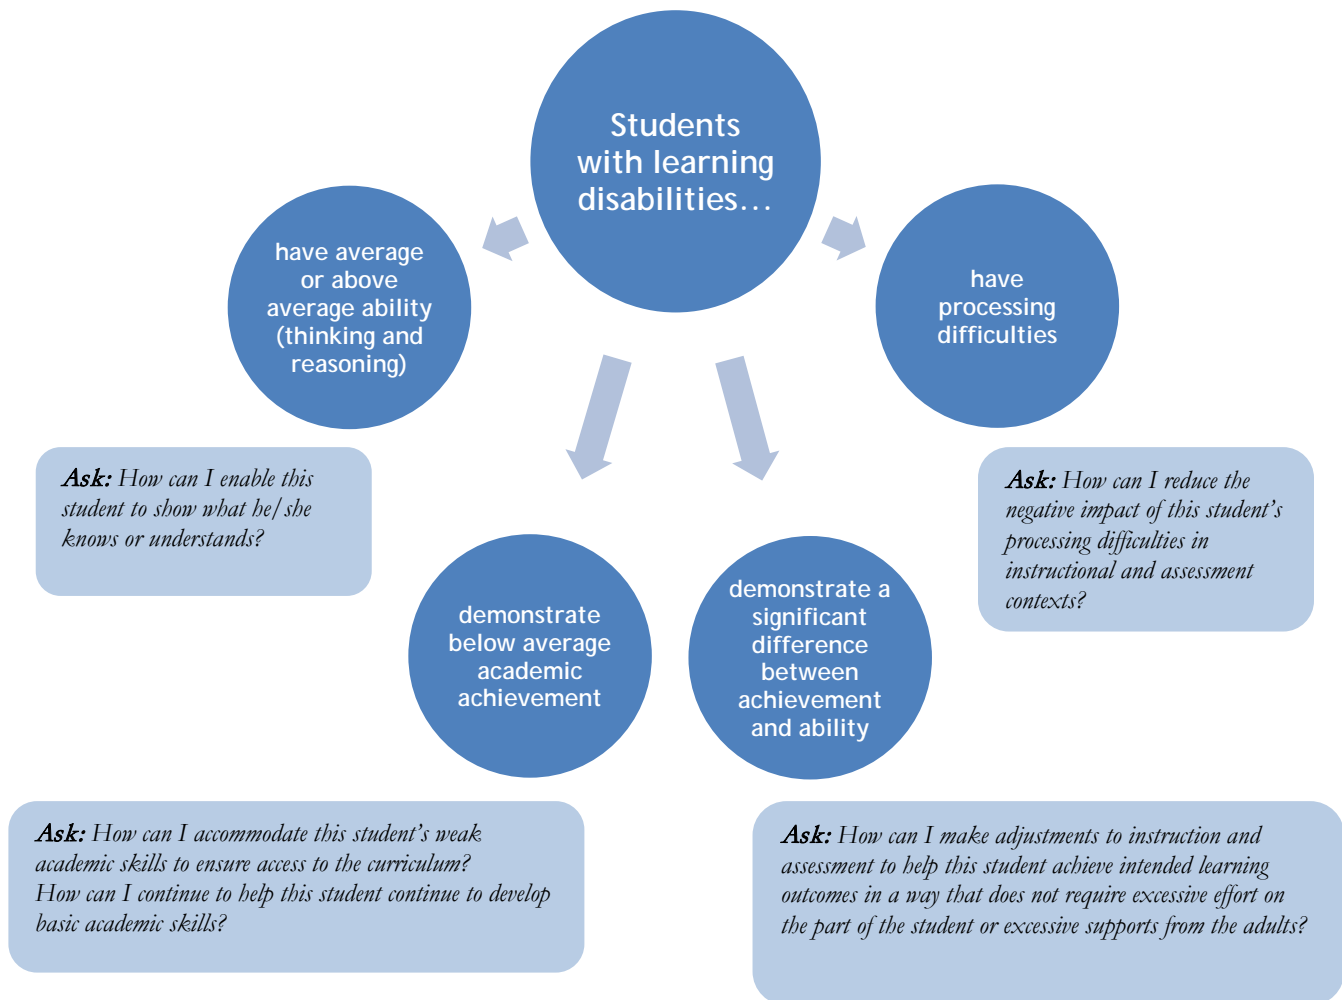 Students
with learning
disabilities…
have average
or above
average ability
(thinking and
reasoning)
have
processing
difficulties
Ask: How can I enable this
student to show what he/she
knows or understands?
Ask: How can I reduce the
negative impact of this student's
processing difficulties in
instructional and assessment
contexts?
demonstrate
below average
academic
achievement
demonstrate a
significant
difference
between
achievement
and ability
Ask: How can I accommodate this student's weak
academic skills to ensure access to the curriculum?
How can I continue to help this student continue to develop
basic academic skills?
Ask: How can I make adjustments to instruction and
assessment to help this student achieve intended learning
outcomes in a way that does not require excessive effort on
the part of the student or excessive supports from the adults?